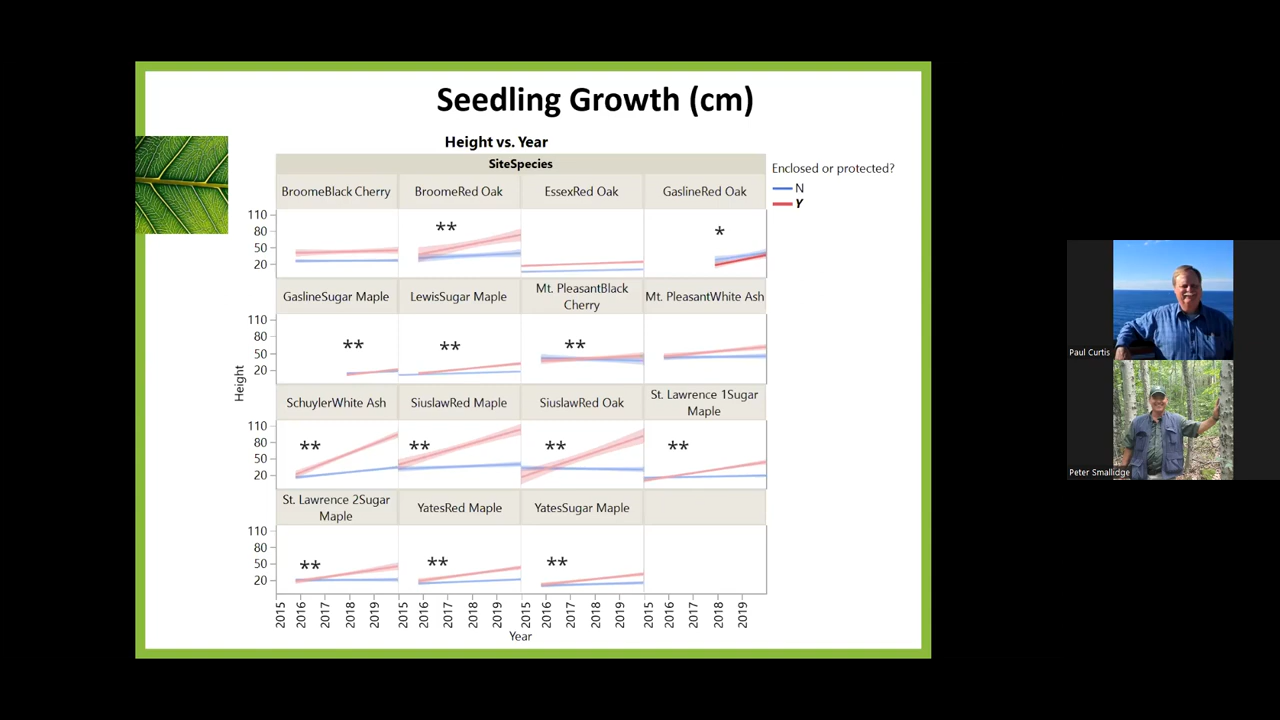 Seedling Growth (cm)
Height vs. Year
SiteSpecies
Enclosed or protected?
N
Y
BroomeBlack Cherry
BroomeRed Oak
EssexRed Oak
GaslineRed Oak
110
80
50
20
**
*
GaslineSugar Maple
LewisSugar Maple
Mt. PleasantBlack
Cherry
Mt. PleasantWhite Ash
110
80
50
20
**
**
**
Height
SchuylerWhite Ash
SiuslawRed Maple
SiuslawRed Oak
St. Lawrence 1Sugar
Maple
110
80
50
20
**
**
**
**
St. Lawrence 2Sugar
Maple
YatesRed Maple
YatesSugar Maple
110
80
50
20
**
**
**
2015
2016
2017
2018
2019
2015
2016
2017
2018
2019
2015
2016
2017
2018
2019
2015
2016
2017
2018
2019
Year
Paul Curtis
Peter Smallidge